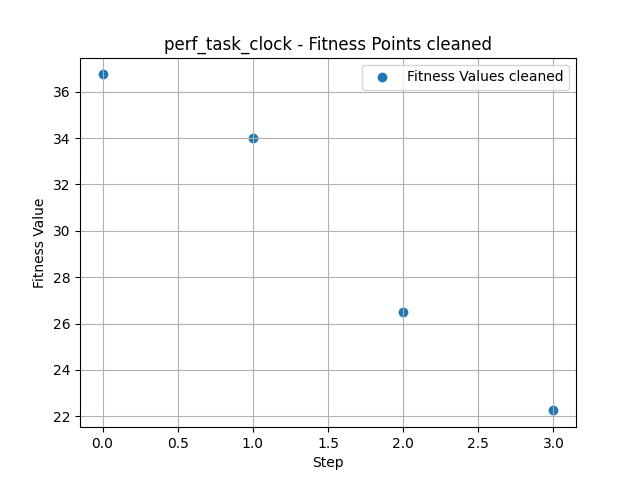 perf_task_clock - Fitness Points cleaned
Fitness Values cleaned
Fitness Value
36
34
32
30
28
26
24
22
0.0 0.5 1.0 1.5 2.0 2.5 3.0
Step